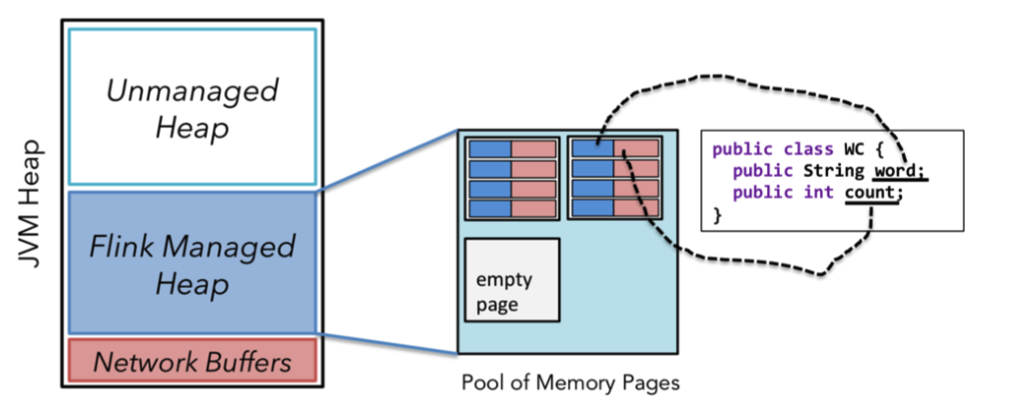 JVM Heap
Unmanaged
Heap
Flink Managed
Heap
Network Buffers
empty
page
Pool of Memory Pages
public class WC {
public String word;
public int count;
}